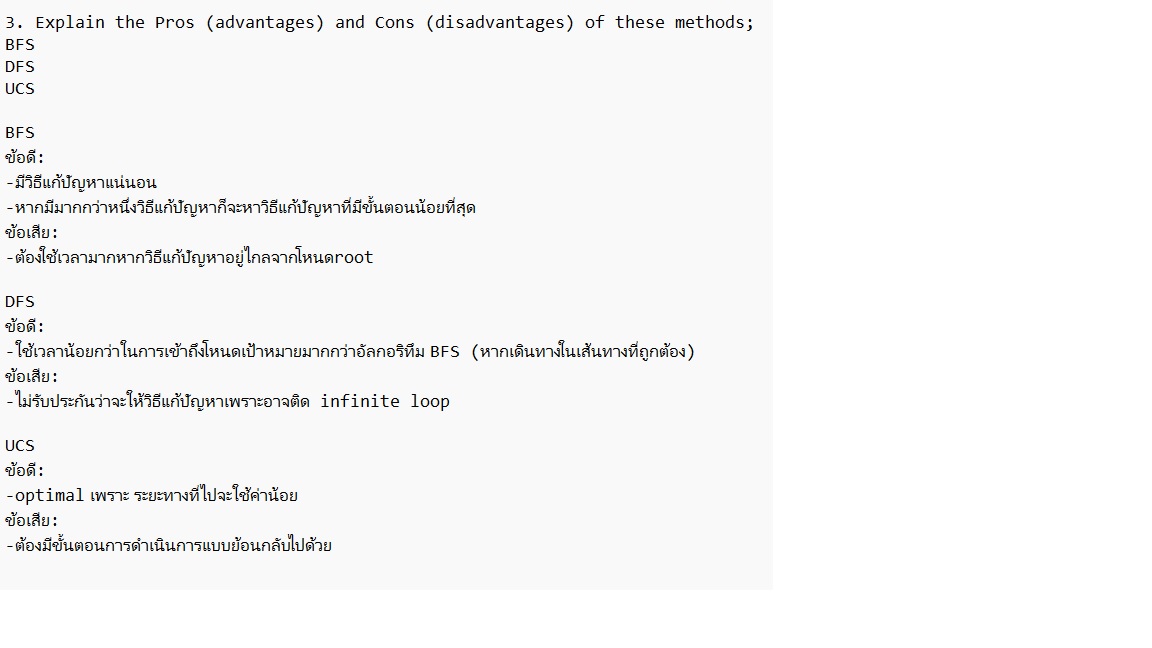 3. Explain the Pros (advantages) and Cons (disadvantages) of these methods;
BFS
DFS
UCS
BFS
ข้อดี:
-มีวิธีแก้ปัญหาแน่นอน
-หากมีมากกว่าหนึ่งวิธีแก้ปัญหาก็จะหาวิธีแก้ปัญหาที่มีขั้นตอนน้อยที่สุด
ข้อเสีย:
-ต้องใช้เวลามากหากวิธีแก้ปัญหาอยู่ไกลจากโหนดroot
DFS
ข้อดี:
-ใช้เวลาน้อยกว่าในการเข้าถึงโหนดเป้าหมายมากกว่าอัลกอริทึม BFS (หากเดินทางในเส้นทางที่ถูกต้อง)
ข้อเสีย:
-ไม่รับประกันว่าจะให้วิธีแก้ปัญหาเพราะอาจติด infinite loop
UCS
ข้อดี:
-optimal เพราะ ระยะทางที่ไปจะใช้ค่าน้อย
ข้อเสีย:
-ต้องมีขั้นตอนการดำเนินการแบบย้อนกลับไปด้วย